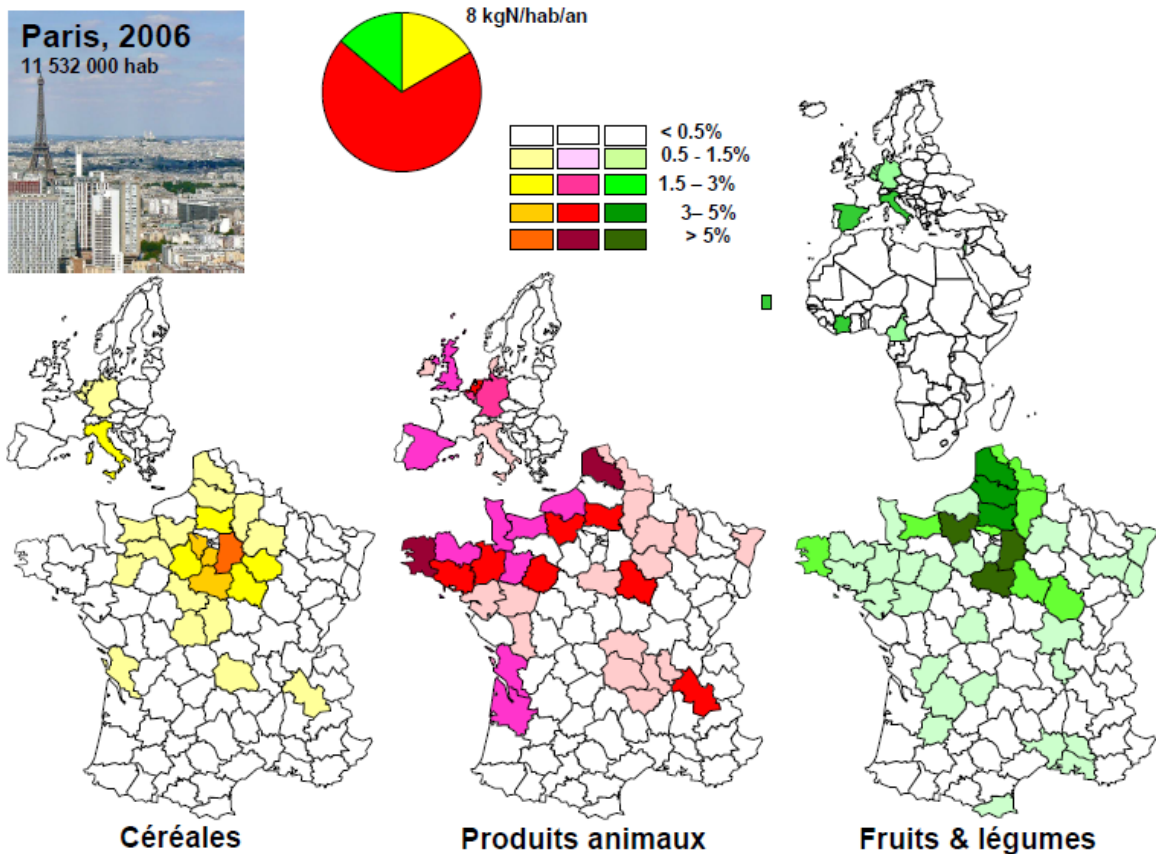 Paris, 2006
11 532 000 hab
8 kgN/hab/an
< 0.5%
0.5 - 1.5%
1.5 – 3%
3– 5%
> 5%
Céréales
Produits animaux
Fruits & légumes